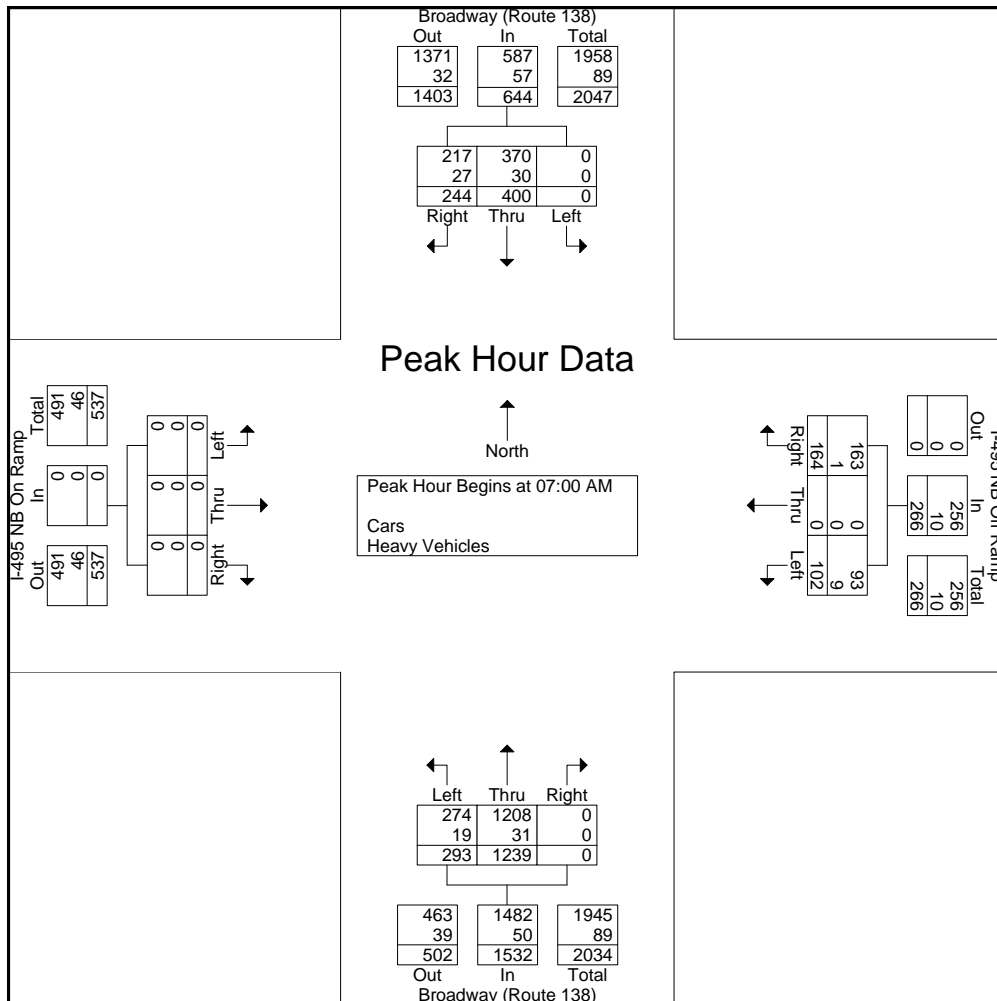 Broadway (Route 138)
Out In Total
1371 587 1958
32 57 89
1403 644 2047
217 370 0
27 30 0
244 400 0
Right Thru Left
Peak Hour Data
North
Peak Hour Begins at 07:00 AM
Cars
Heavy Vehicles
I-495 NB On Ramp
Out In Total
491 0 491
46 0 46
537 0 537
Left Thru Right
0 0 0
0 0 0
0 0 0
I-495 NB On Ramp
Out In Total
0 256 256
0 10 10
0 266 266
163 0 93
1 0 9
164 0 102
Right Thru Left
Left Thru Right
274 1208 0
19 31 0
293 1239 0
463 1482 1945
39 50 89
502 1532 2034
Out In Total
Broadway (Route 138)